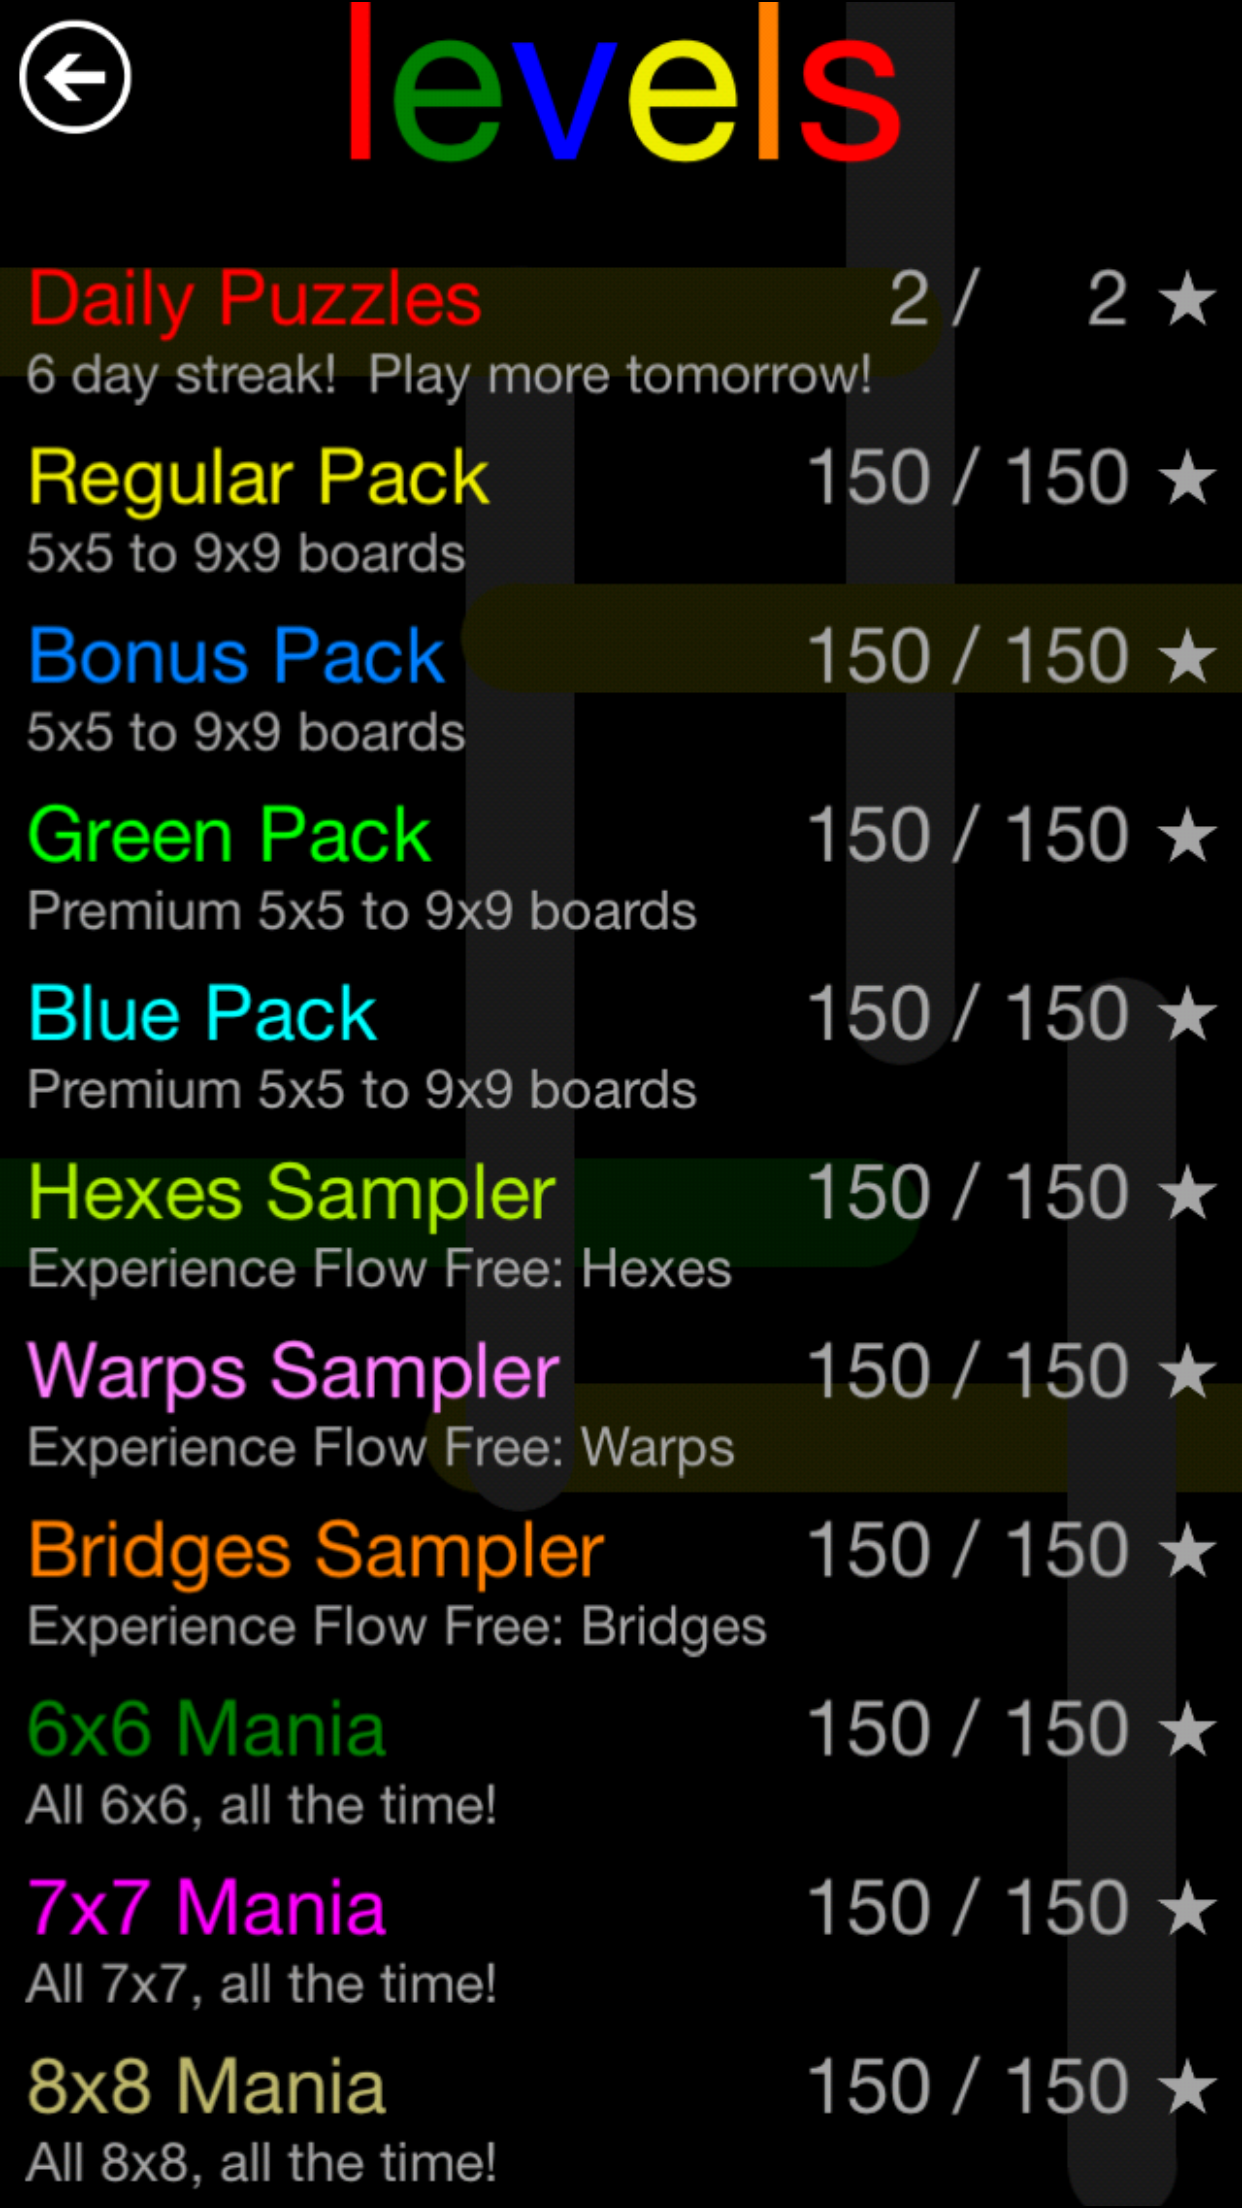 levels
Daily Puzzles 2 / 2 ★
6 day streak! Play more tomorrow!
Regular Pack 150 / 150 ★
5x5 to 9x9 boards
Bonus Pack 150 / 150 ★
5x5 to 9x9 boards
Green Pack 150 / 150 ★
Premium 5x5 to 9x9 boards
Blue Pack 150 / 150 ★
Premium 5x5 to 9x9 boards
Hexes Sampler 150 / 150 ★
Experience Flow Free: Hexes
Warps Sampler 150 / 150 ★
Experience Flow Free: Warps
Bridges Sampler 150 / 150 ★
Experience Flow Free: Bridges
6x6 Mania 150 / 150 ★
All 6x6, all the time!
7x7 Mania 150 / 150 ★
All 7x7, all the time!
8x8 Mania 150 / 150 ★
All 8x8, all the time!